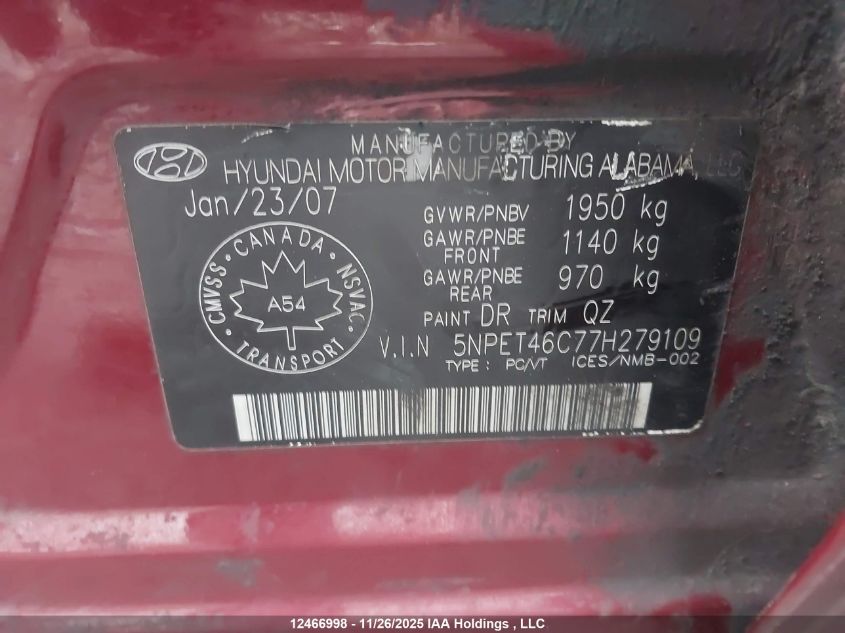 MANUFACTURED BY
HYUNDAI MOTOR MANUFACTURING ALABAMA, LLC
Jan/23/07
GVWR/PNBV 1950 kg
GAWR/PNBE FRONT 1140 kg
GAWR/PNBE REAR 970 kg
PAINT DR TRIM QZ
CANADA
CMVSS
NSVAC
A54
TRANSPORT
V.I.N 5NPET46C77H279109
TYPE : PC/VT ICES/NMB-002
12466998 - 11/26/2025 IAA Holdings , LLC